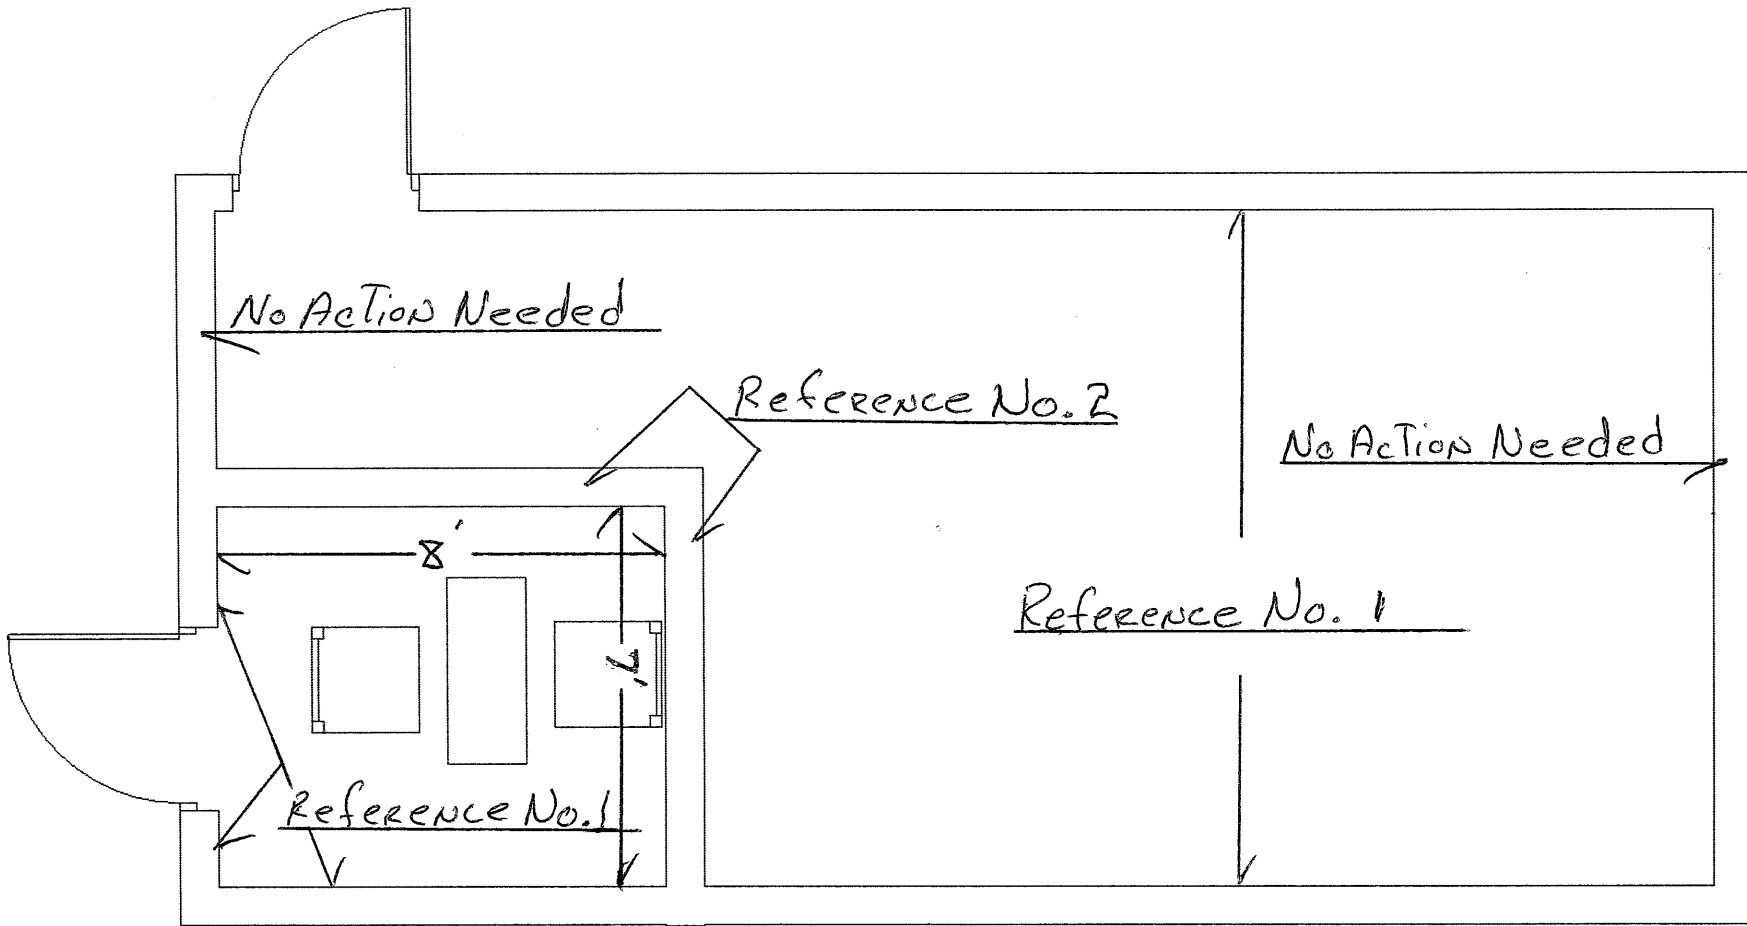 No Action Needed
Reference No. 2
No Action Needed
8'
Reference No. 1
7'
Reference No. 1